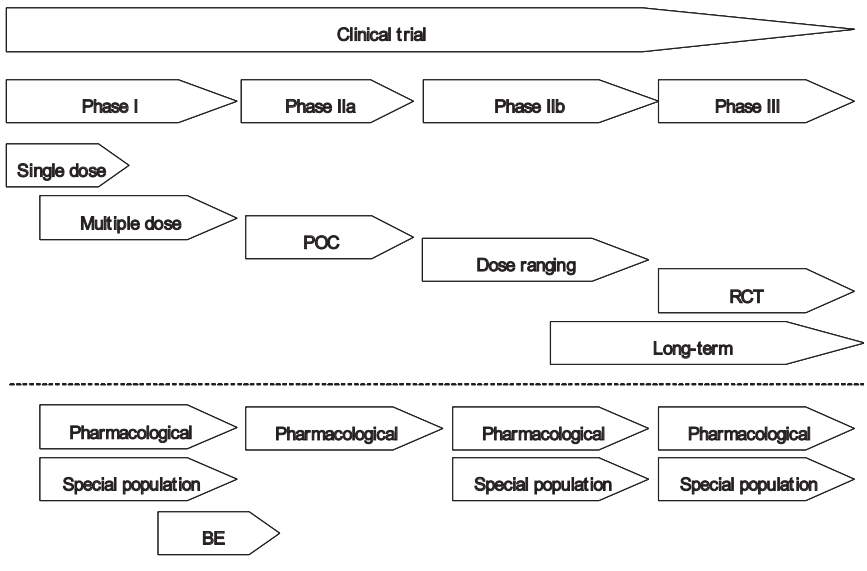 Clinical trial
Phase I Phase IIa Phase IIb Phase III
Single dose
Multiple dose
POC
Dose ranging
RCT
Long-term
Pharmacological Pharmacological Pharmacological Pharmacological
Special population Special population Special population
BE